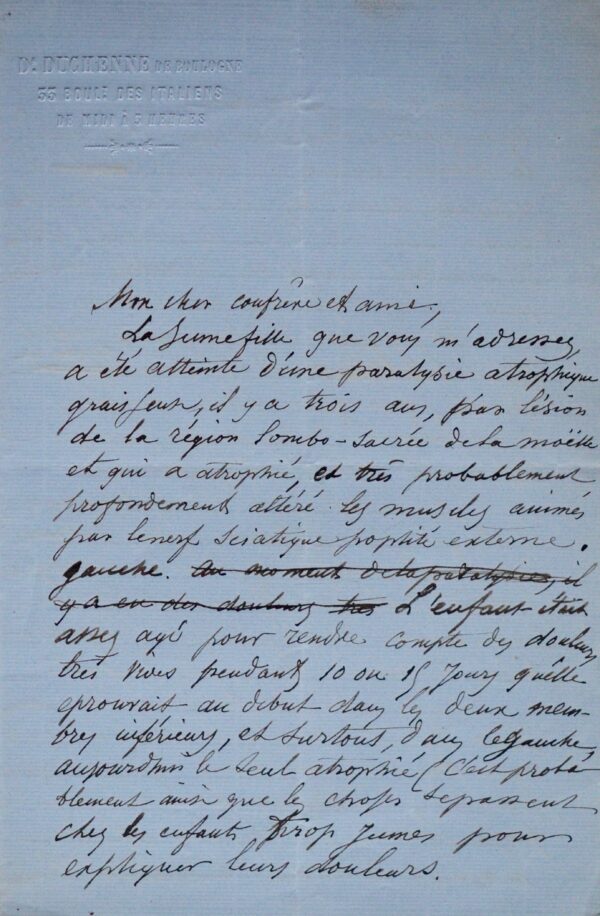 Dr DUCHENNE DE BOULOGNE
33 BOULD DES ITALIENS
DE MIDI À 3 HEURES
Mon cher confrère et ami,
La jeune fille que vous m'adressez
a été atteinte d'une paralysie atrophique
graisseuse, il y a trois ans, par lésion
de la région lombo-sacrée de la moëlle
et qui a atrophié, et très probablement
profondement altéré les muscles animés
par le nerf sciatique poplité externe.
gauche. au moment de la paralysie, il
y a eu des douleurs très L'enfant était
assez agé pour rendre compte des douleurs
très vives pendant 10 ou 15 jours qu'elle
eprouvait au debut dans les deux mem-
bres inférieurs, et surtout, dans le gauche,
aujourdhui le seul atrophié (c'est proba-
blement ainsi que les choses se passent
chez les enfants trop jeunes pour
expliquer leurs douleurs.